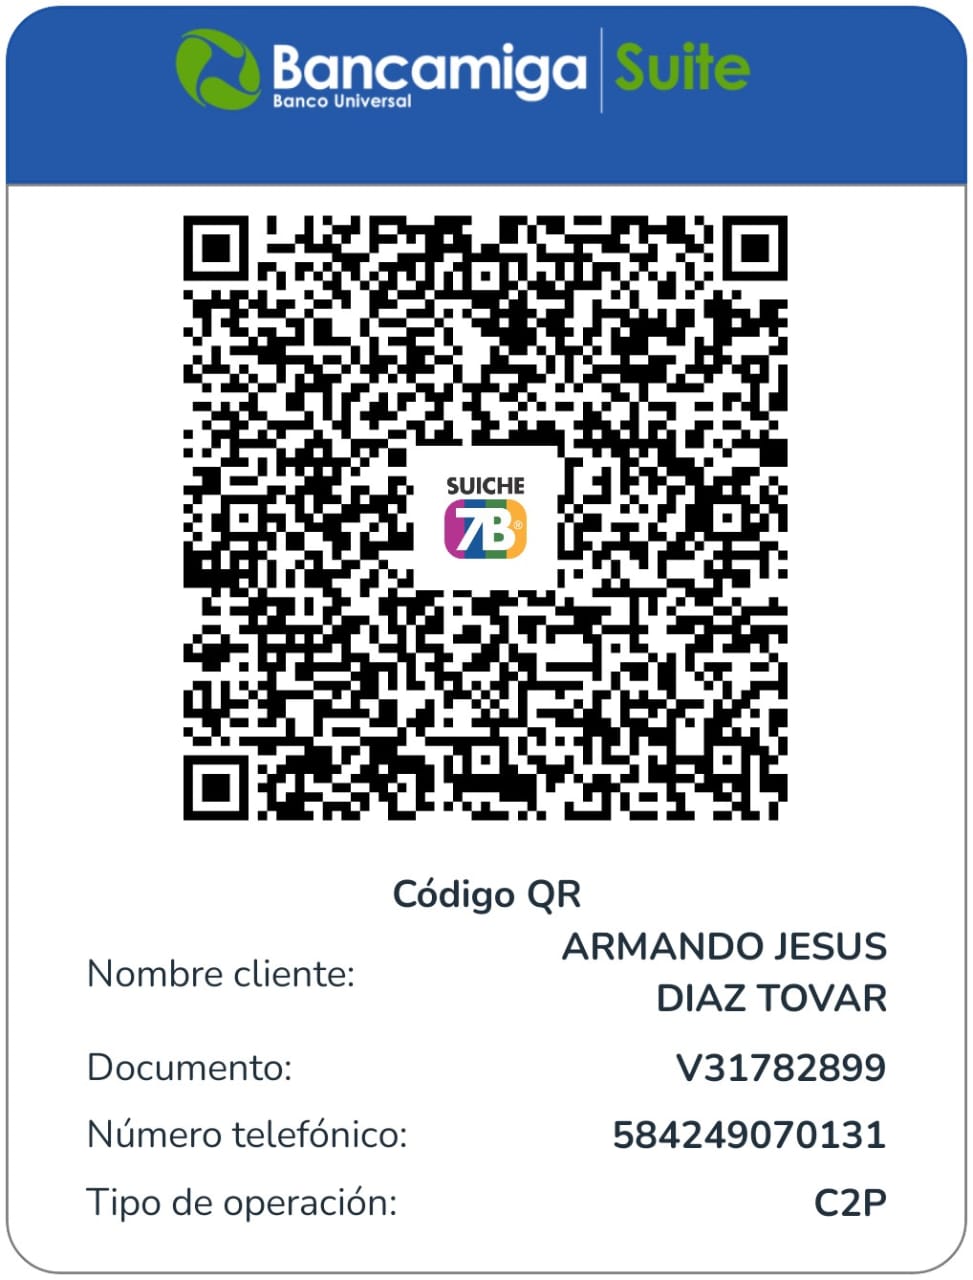 Bancamiga Suite
Banco Universal
SUICHE
7B®
Código QR
Nombre cliente: ARMANDO JESUS DIAZ TOVAR
Documento: V31782899
Número telefónico: 584249070131
Tipo de operación: C2P